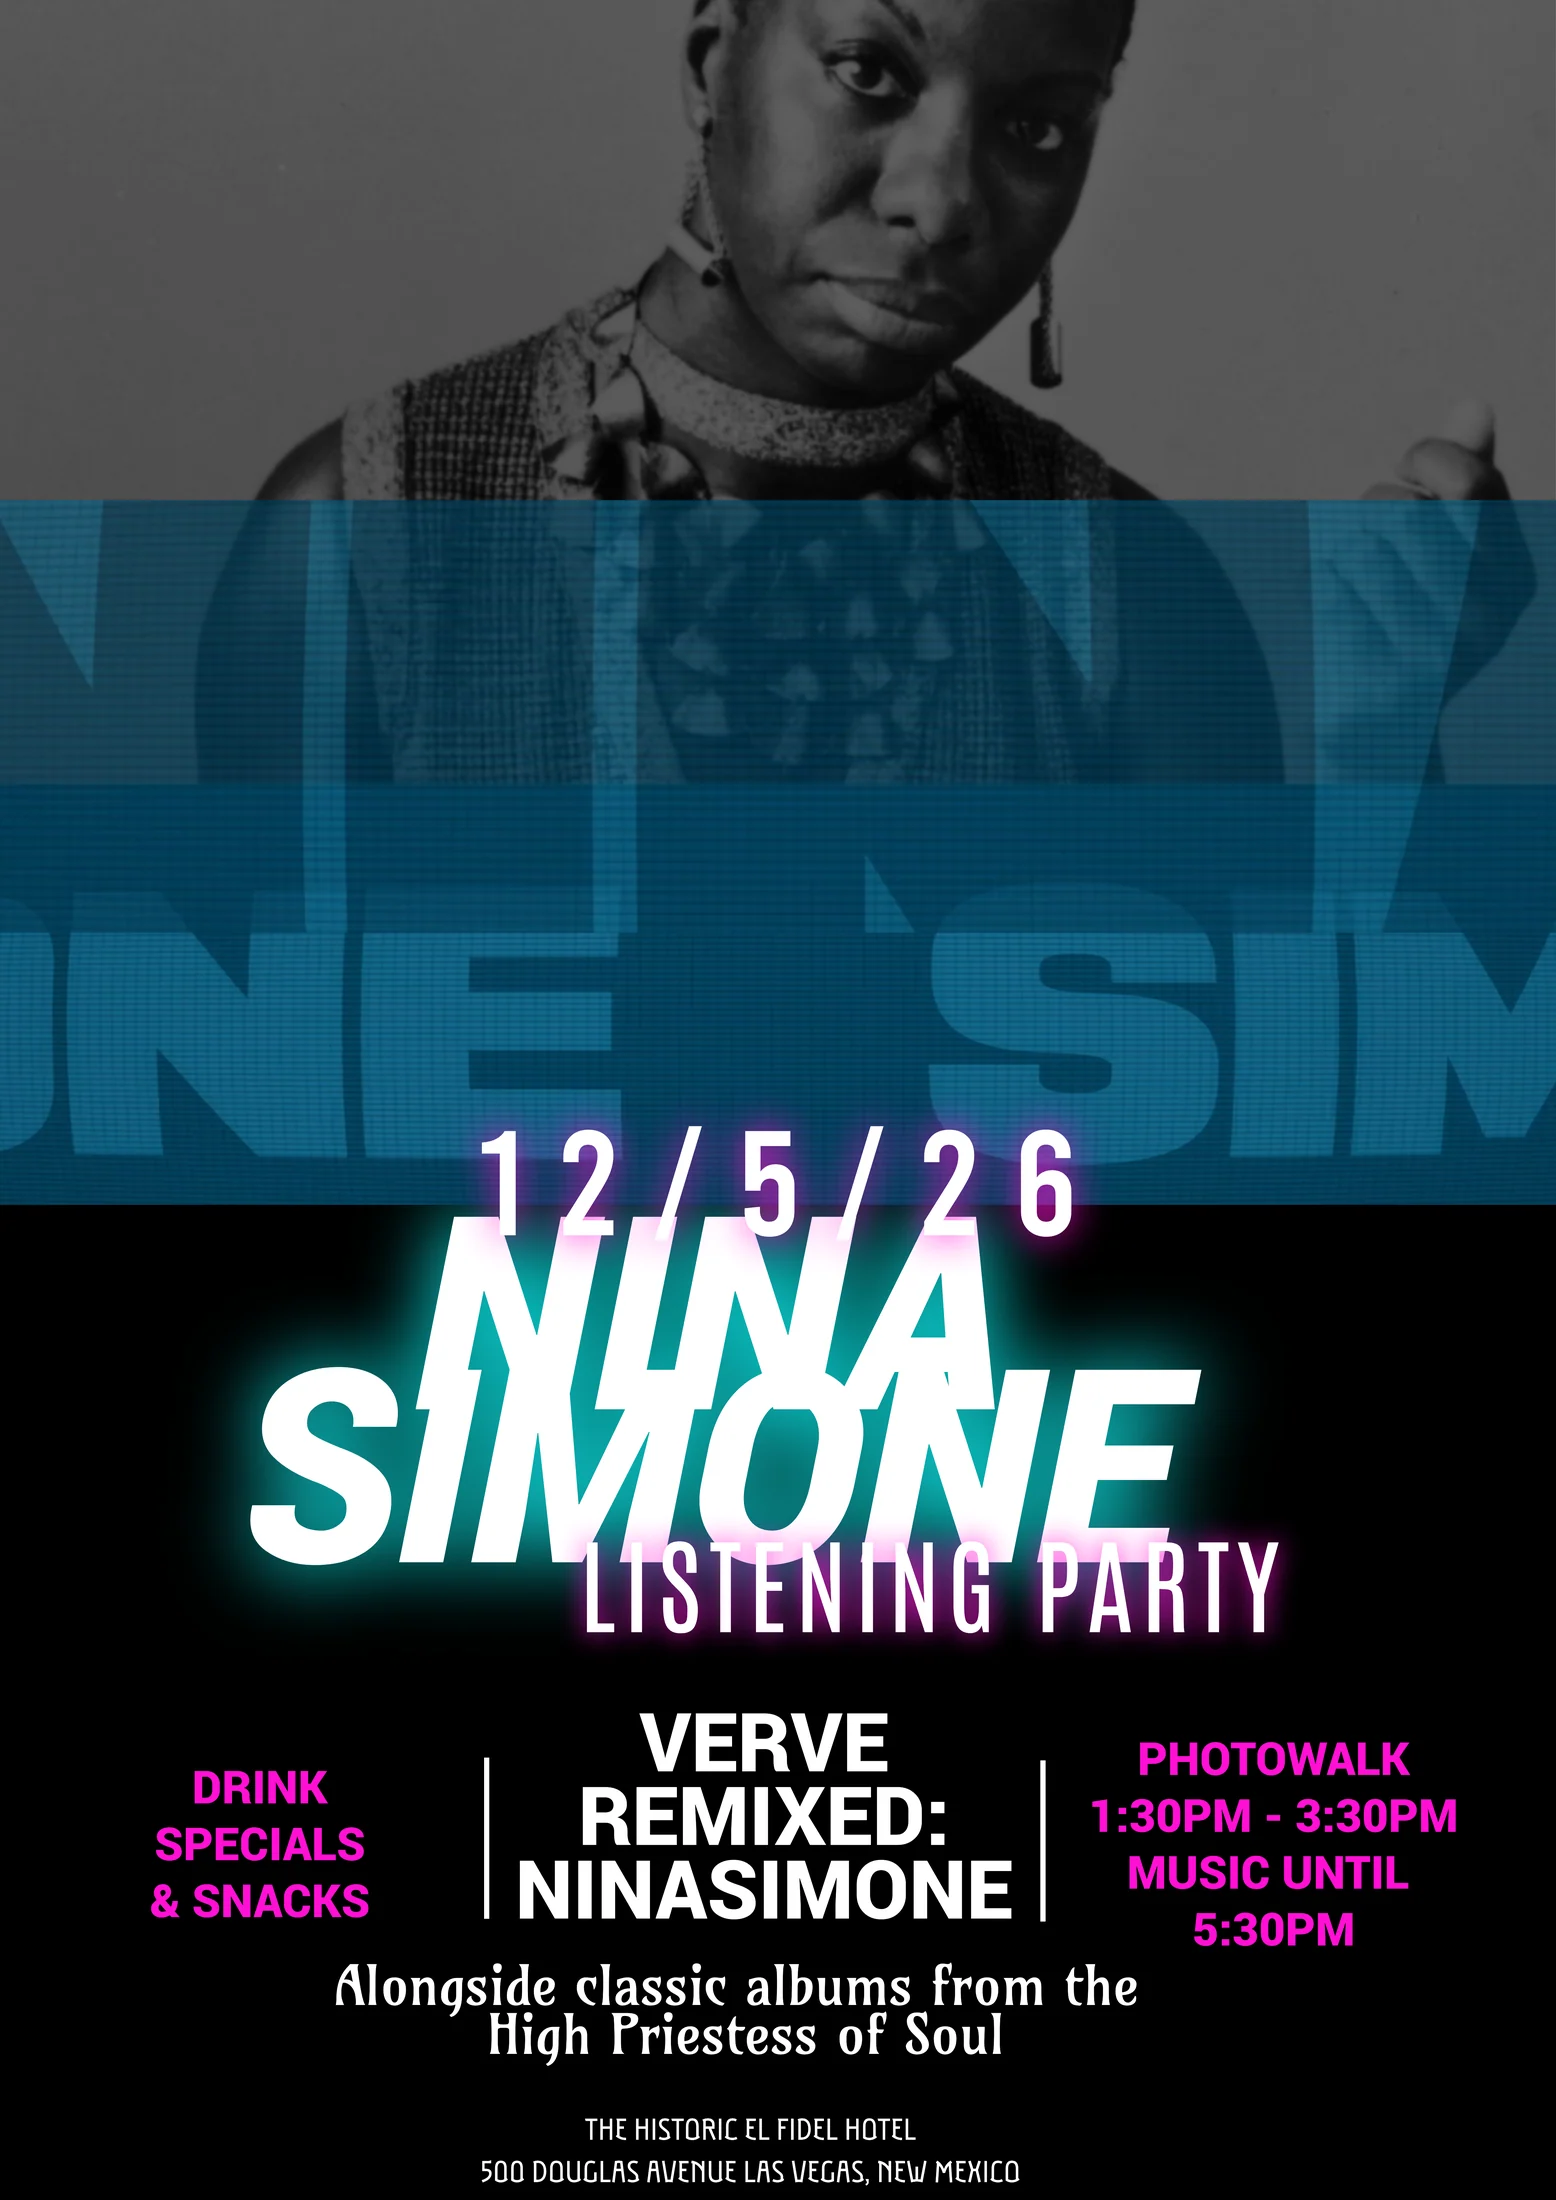 12/5/26
NINA
SIMONE
LISTENING PARTY
DRINK
SPECIALS
& SNACKS
VERVE
REMIXED:
NINASIMONE
PHOTOWALK
1:30PM - 3:30PM
MUSIC UNTIL
5:30PM
Alongside classic albums from the
High Priestess of Soul
THE HISTORIC EL FIDEL HOTEL
500 DOUGLAS AVENUE LAS VEGAS, NEW MEXICO